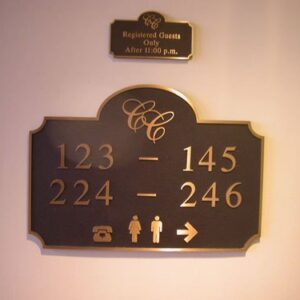 CC
Registered Guests
Only
After 11:00 p.m.
CC
123 — 145
224 — 246